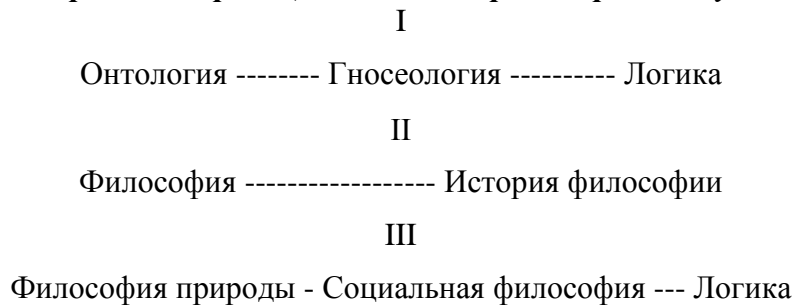 I
Онтология -------- Гносеология ---------- Логика
II
Философия ------------------ История философии
III
Философия природы - Социальная философия --- Логика